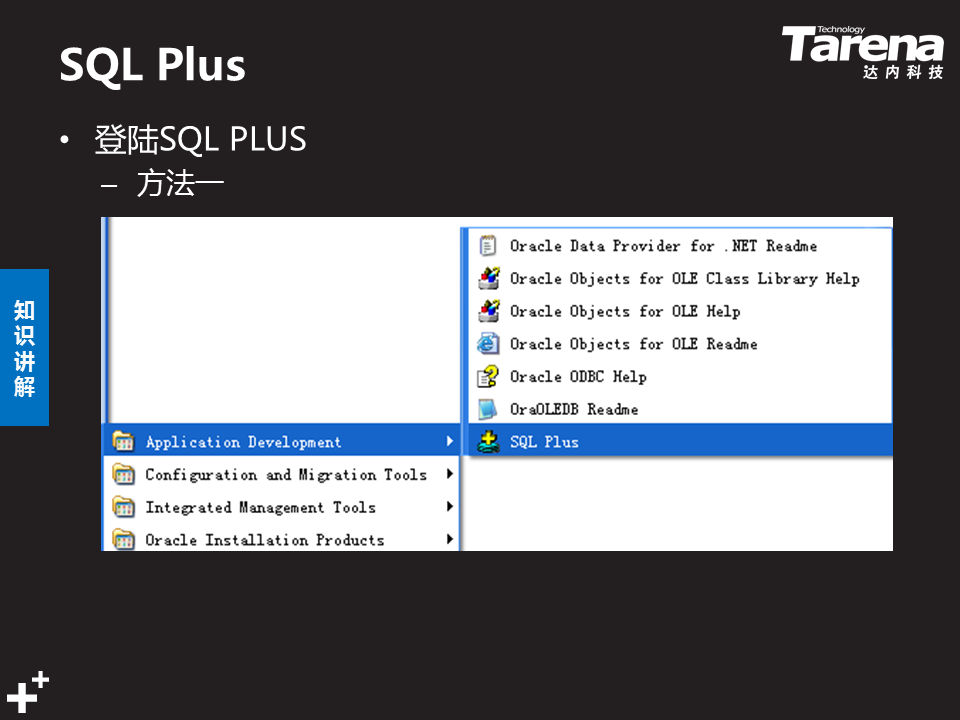 SQL Plus
Technology
Tarena
达内科技
• 登陆SQL PLUS
– 方法一
知识讲解
Oracle Data Provider for .NET Readme
Oracle Objects for OLE Class Library Help
Oracle Objects for OLE Help
Oracle Objects for OLE Readme
Oracle ODBC Help
OraOLEDB Readme
SQL Plus
Application Development
Configuration and Migration Tools
Integrated Management Tools
Oracle Installation Products